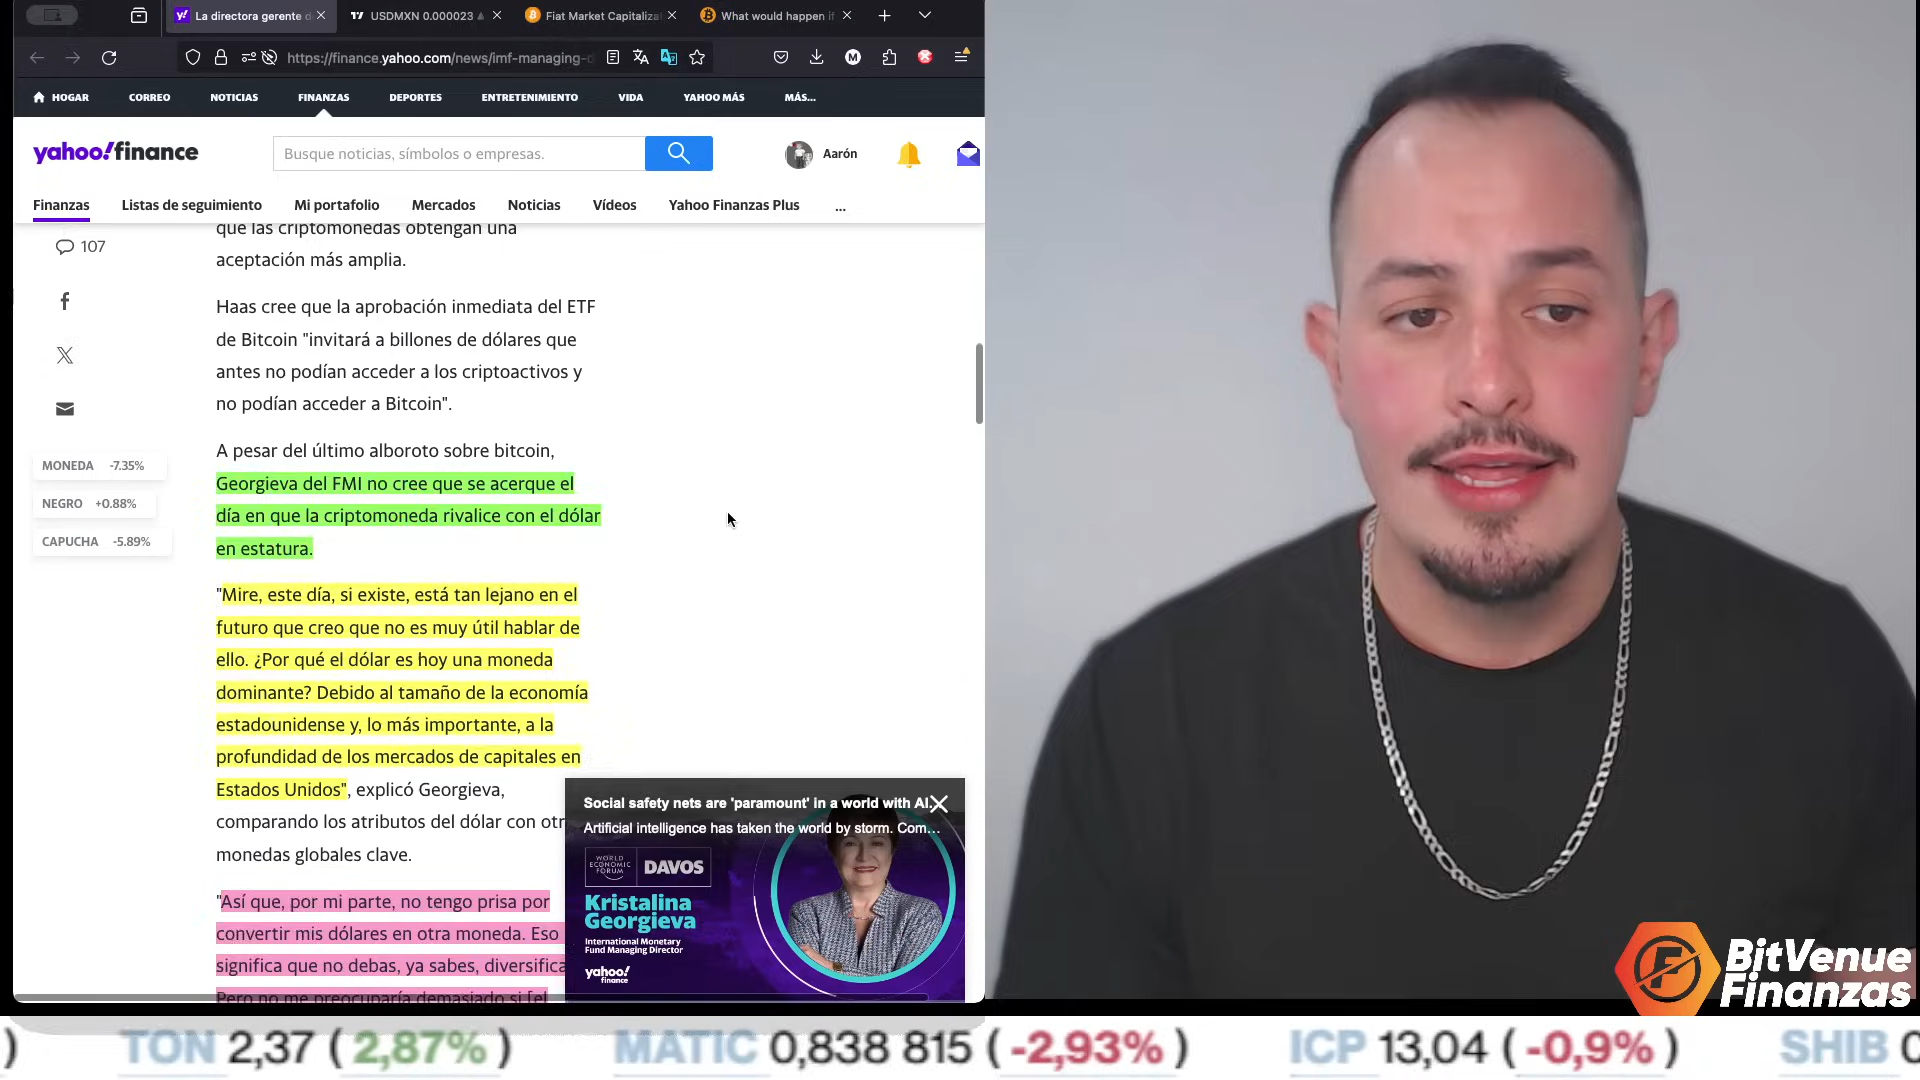 La directora gerente d
USDMXN 0.000023
Fiat Market Capitaliza
What would happen if
https://finance.yahoo.com/news/imf-managing-d
HOGAR CORREO NOTICIAS FINANZAS DEPORTES ENTRETENIMIENTO VIDA YAHOO MÁS MÁS...
yahoo!finance
Busque noticias, símbolos o empresas.
Aarón
Finanzas Listas de seguimiento Mi portafolio Mercados Noticias Vídeos Yahoo Finanzas Plus ...
107
MONEDA -7.35%
NEGRO +0.88%
CAPUCHA -5.89%
que las criptomonedas obtengan una
aceptación más amplia.
Haas cree que la aprobación inmediata del ETF
de Bitcoin "invitará a billones de dólares que
antes no podían acceder a los criptoactivos y
no podían acceder a Bitcoin".
A pesar del último alboroto sobre bitcoin,
Georgieva del FMI no cree que se acerque el
día en que la criptomoneda rivalice con el dólar
en estatura.
"Mire, este día, si existe, está tan lejano en el
futuro que creo que no es muy útil hablar de
ello. ¿Por qué el dólar es hoy una moneda
dominante? Debido al tamaño de la economía
estadounidense y, lo más importante, a la
profundidad de los mercados de capitales en
Estados Unidos", explicó Georgieva,
comparando los atributos del dólar con otr
monedas globales clave.
"Así que, por mi parte, no tengo prisa por
convertir mis dólares en otra moneda. Eso
significa que no debas, ya sabes, diversifica
Pero no me preocuparía demasiado si [el
Social safety nets are 'paramount' in a world with AI,
Artificial intelligence has taken the world by storm. Com...
WORLD ECONOMIC FORUM
DAVOS
Kristalina
Georgieva
International Monetary
Fund Managing Director
yahoo!
finance
BitVenue
Finanzas
) TON 2,37 ( 2,87% ) MATIC 0,838 815 ( -2,93% ) ICP 13,04 ( -0,9% ) SHIB 0